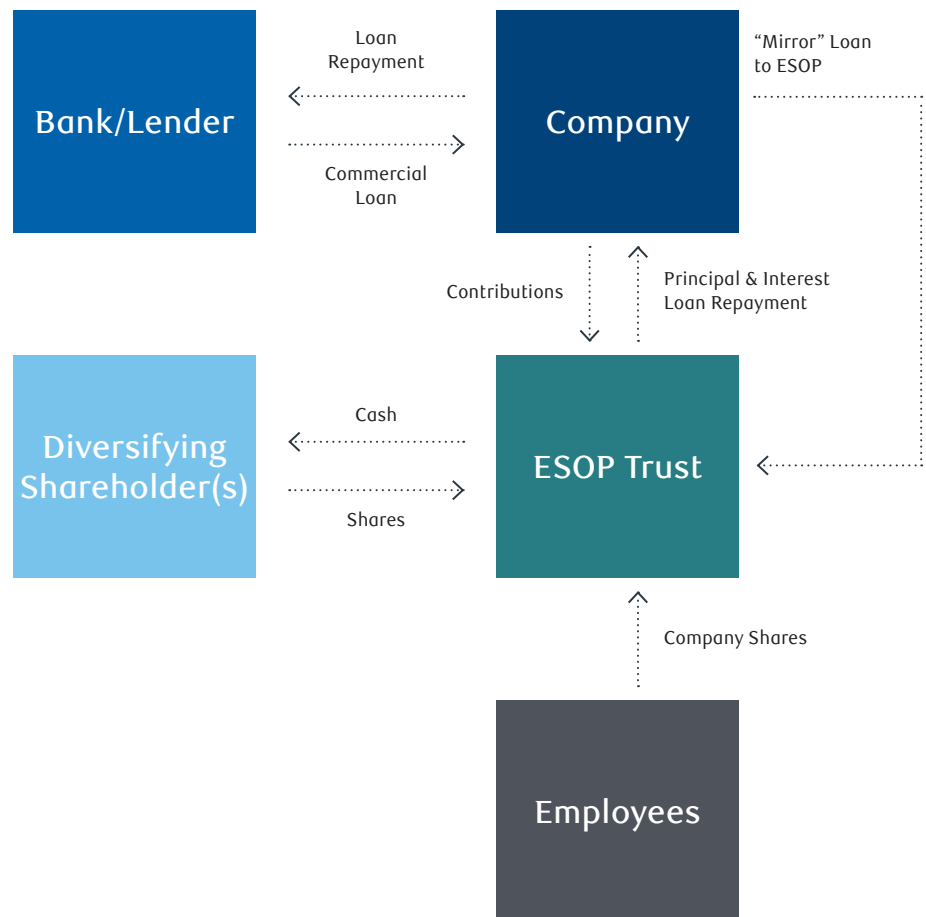 Loan
Repayment
“Mirror” Loan
to ESOP
Bank/Lender
Company
Commercial
Loan
Contributions
Principal & Interest
Loan Repayment
Cash
Diversifying
Shareholder(s)
ESOP Trust
Shares
Company Shares
Employees